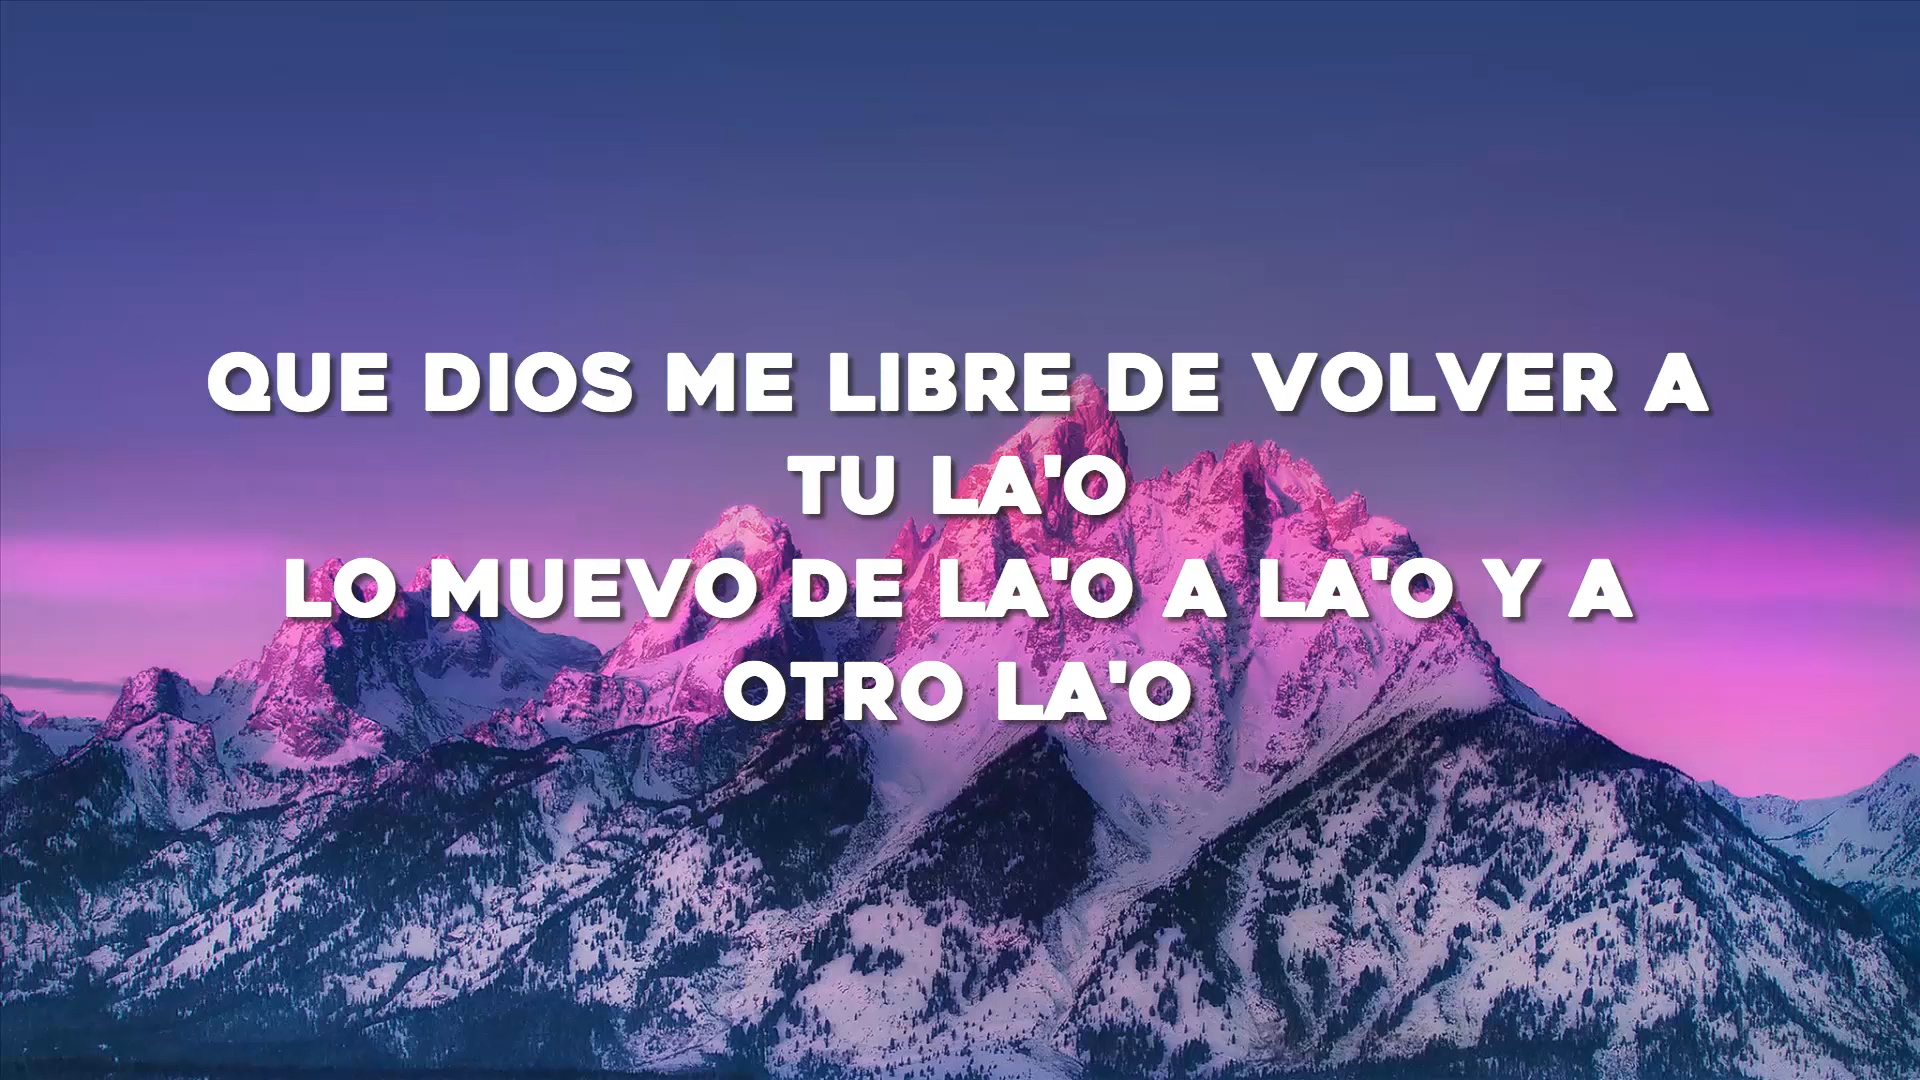 QUE DIOS ME LIBRE DE VOLVER A
TU LA'O
LO MUEVO DE LA'O A LA'O Y A
OTRO LA'O